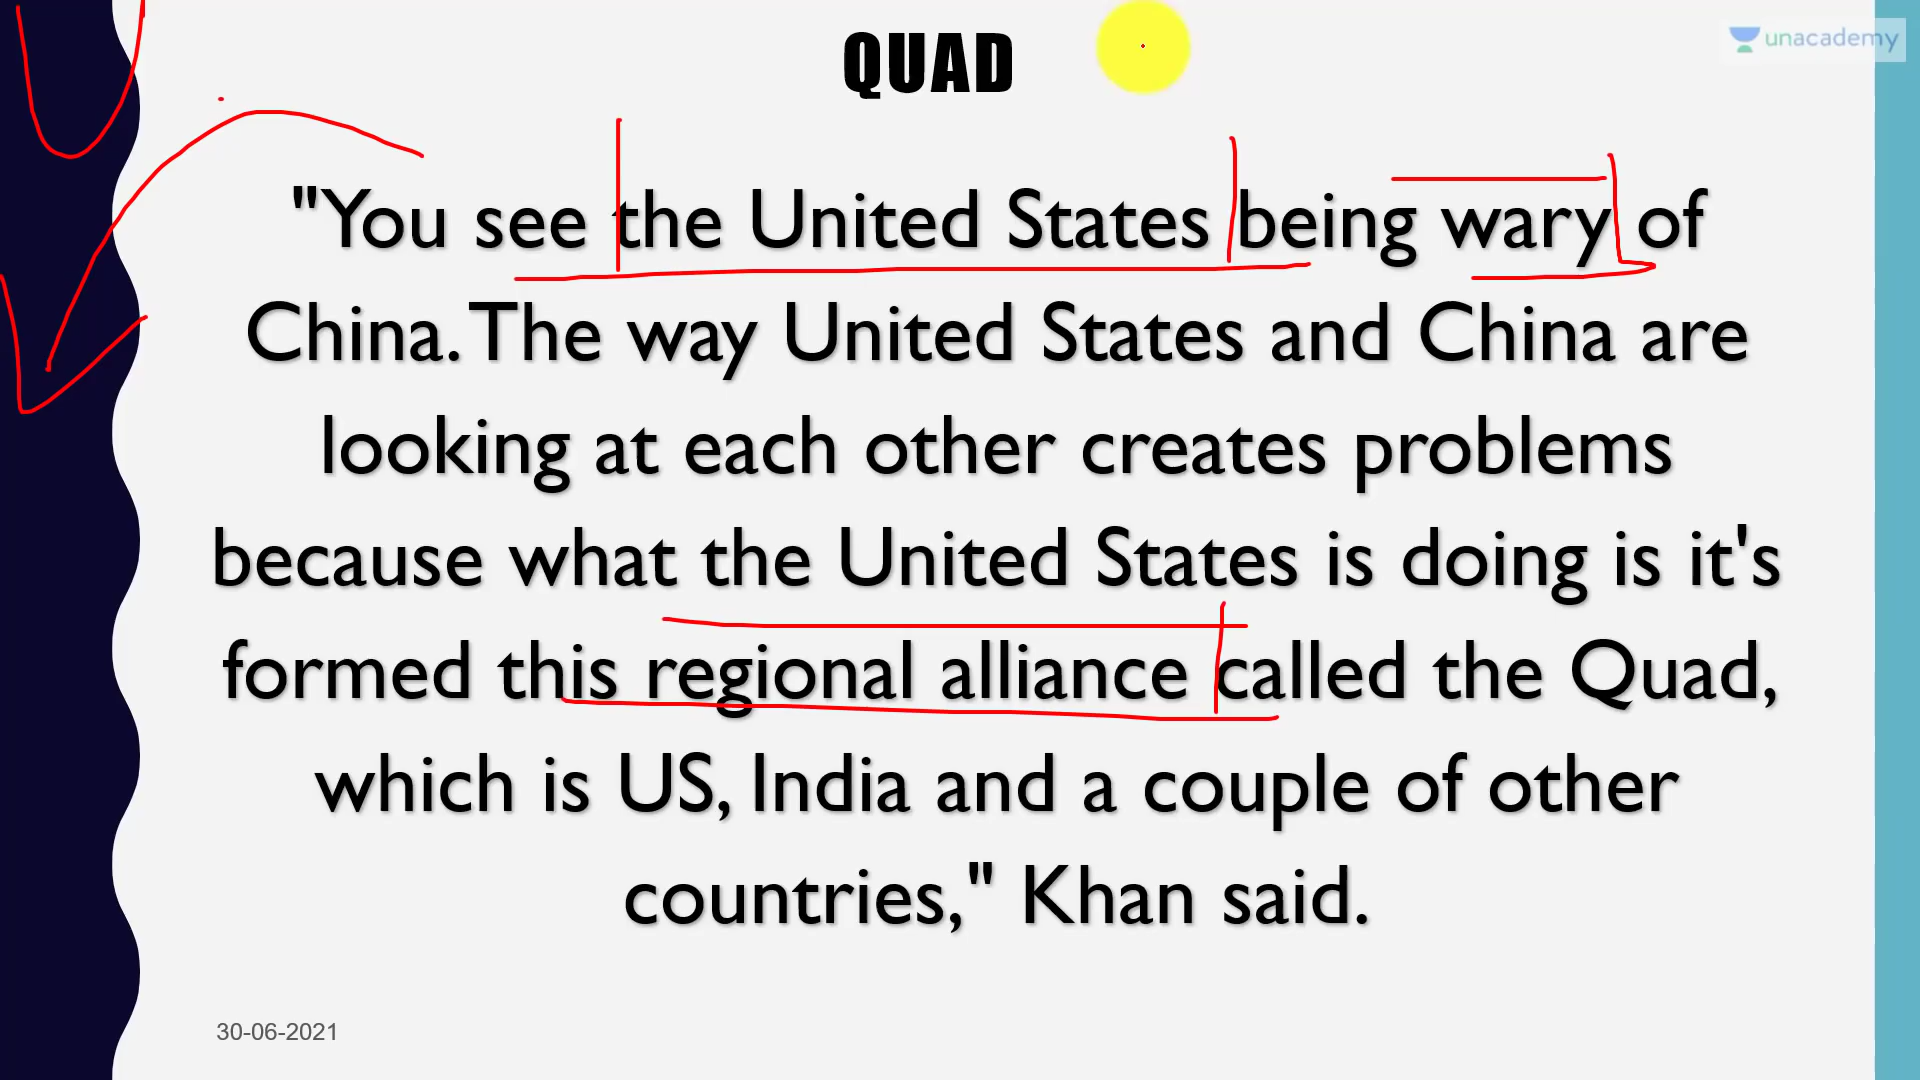 QUAD
unacademy
"You see the United States being wary of
China. The way United States and China are
looking at each other creates problems
because what the United States is doing is it's
formed this regional alliance called the Quad,
which is US, India and a couple of other
countries," Khan said.
30-06-2021